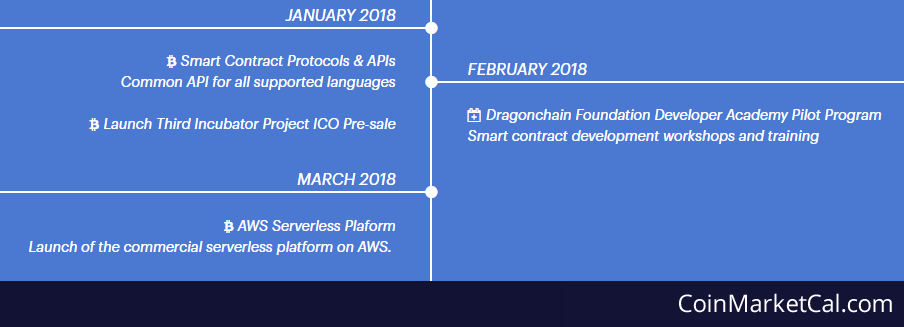 JANUARY 2018
Smart Contract Protocols & APIs
Common API for all supported languages
Launch Third Incubator Project ICO Pre-sale
FEBRUARY 2018
Dragonchain Foundation Developer Academy Pilot Program
Smart contract development workshops and training
MARCH 2018
AWS Serverless Plaform
Launch of the commercial serverless platform on AWS.
CoinMarketCal.com